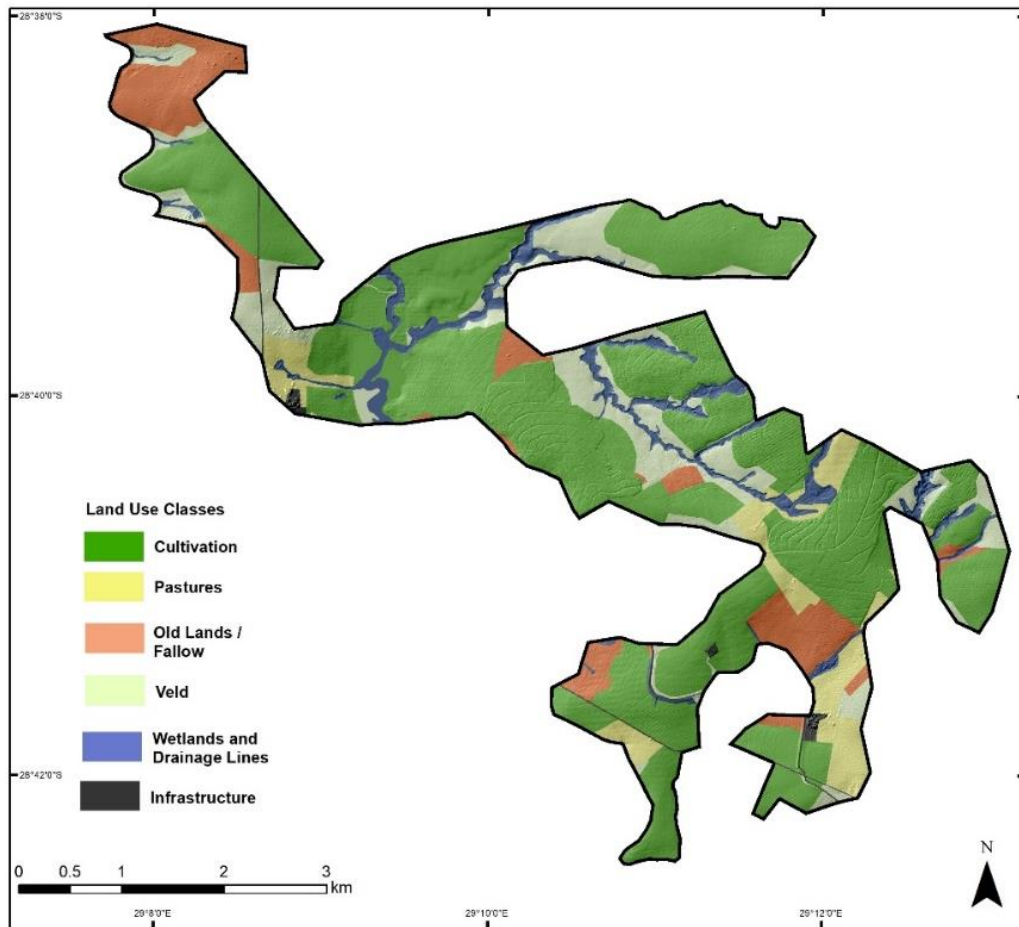 28°38'0"S
28°40'0"S
Land Use Classes
Cultivation
Pastures
Old Lands /
Fallow
Veld
Wetlands and
Drainage Lines
Infrastructure
28°42'0"S
0 0.5 1 2 3
km
N
29°8'0"E 29°10'0"E 29°12'0"E